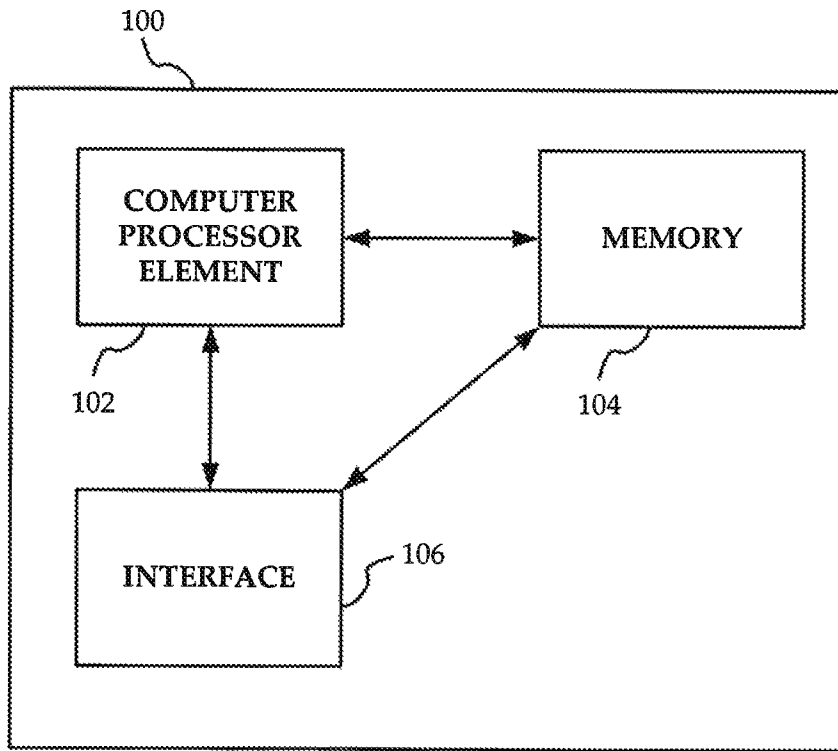 100
COMPUTER
PROCESSOR
ELEMENT
MEMORY
102
104
INTERFACE
106